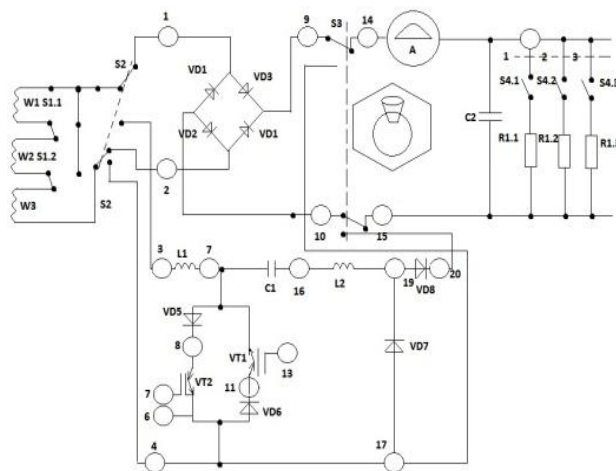 1
9
S3
14
S2
A
VD1
VD3
1
2
3
S4.1
S4.2
S4.
W1 S1.1
C2
VD2
VD1
R1.1
R1.2
R1.
W2 S1.2
2
W3
S2
10
15
3
L1
7
C1
16
L2
19
VD8
20
VD5
8
VT1
13
VD7
7
VT2
11
6
VD6
4
17